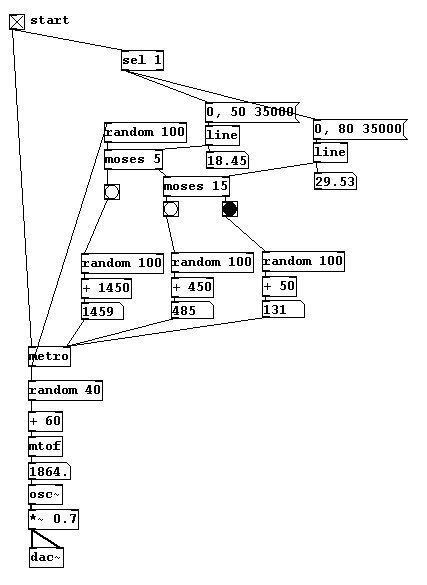 start
sel 1
0, 50 35000
0, 80 35000
random 100
line
line
moses 5
18.45
29.53
moses 15
random 100
random 100
random 100
+ 1450
+ 450
+ 50
1459
485
131
metro
random 40
+ 60
mtof
1864.
osc~
*~ 0.7
dac~